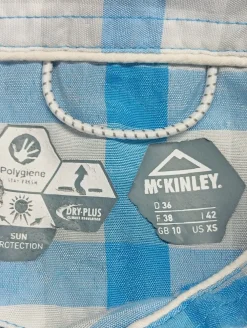 Polygiene
STAY FRESH
DRY-PLUS
SUN
PROTECTION
McKINLEY
D 36
F 38 I 42
GB 10 US XS